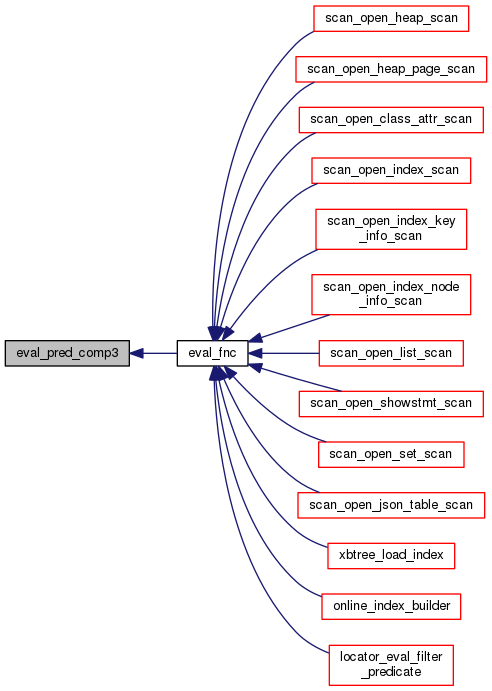 scan_open_heap_scan
scan_open_heap_page_scan
scan_open_class_attr_scan
scan_open_index_scan
scan_open_index_key
_info_scan
scan_open_index_node
_info_scan
eval_pred_comp3
eval_fnc
scan_open_list_scan
scan_open_showstmt_scan
scan_open_set_scan
scan_open_json_table_scan
xbtree_load_index
online_index_builder
locator_eval_filter
_predicate